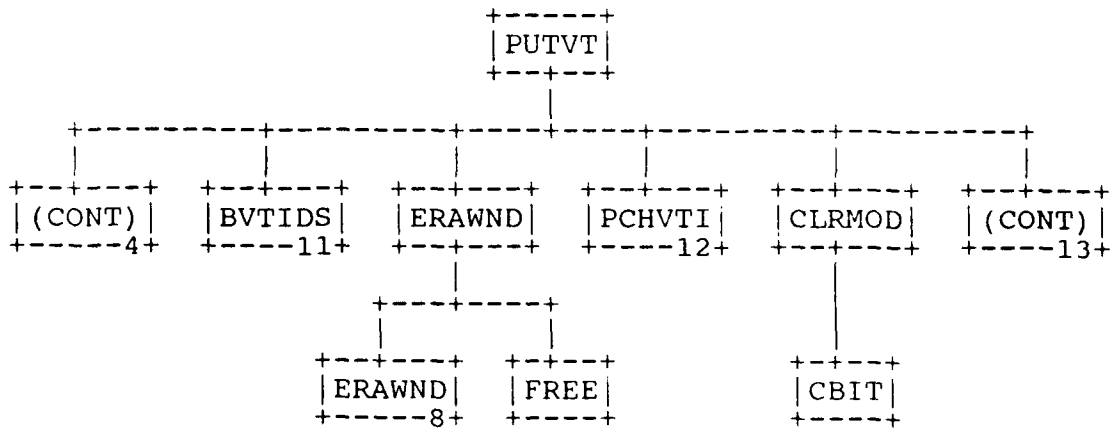 PUTVT
(CONT) BVTIDS ERAWND PCHVTI CLRMOD (CONT)
4 11 12 13
ERAWND FREE CBIT
8